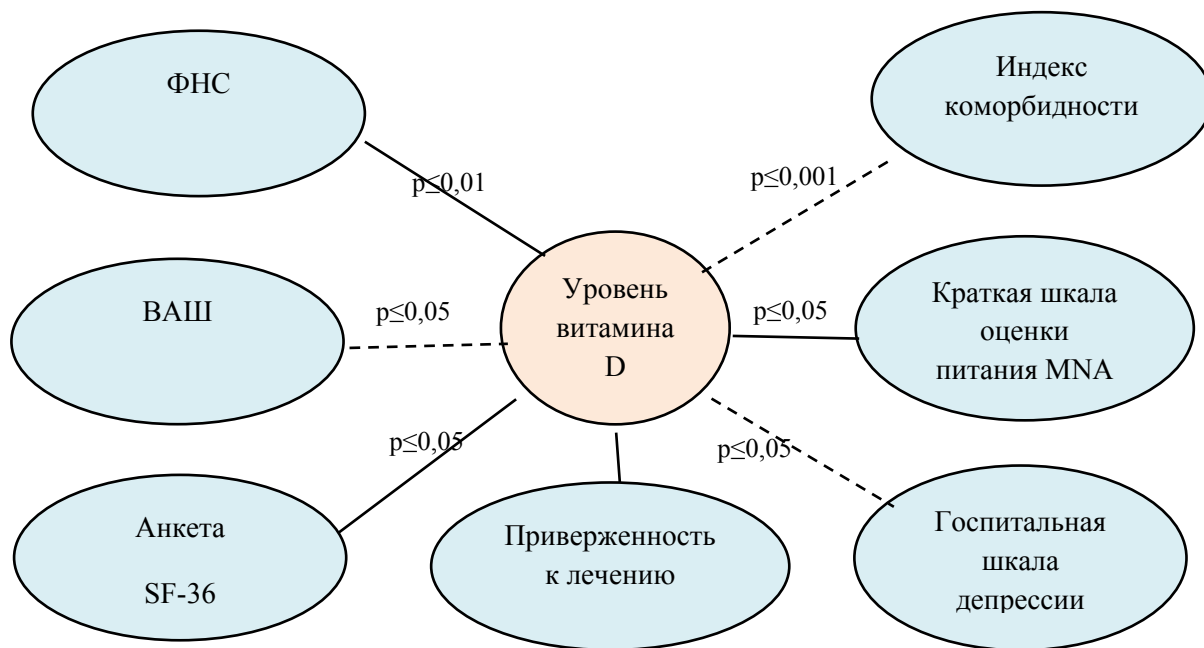 ФНС
Индекс
коморбидности
p≤0,01
p≤0,001
ВАШ
p≤0,05
Уровень
витамина
D
p≤0,05
Краткая шкала
оценки
питания MNA
p≤0,05
p≤0,05
Анкета
SF-36
Приверженность
к лечению
Госпитальная
шкала
депрессии